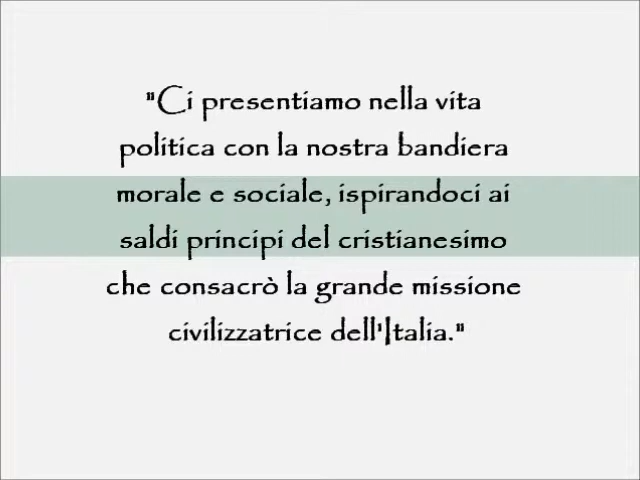 "Ci presentiamo nella vita
politica con la nostra bandiera
morale e sociale, ispirandoci ai
saldi principi del cristianesimo
che consacrò la grande missione
civilizzatrice dell'Italia."